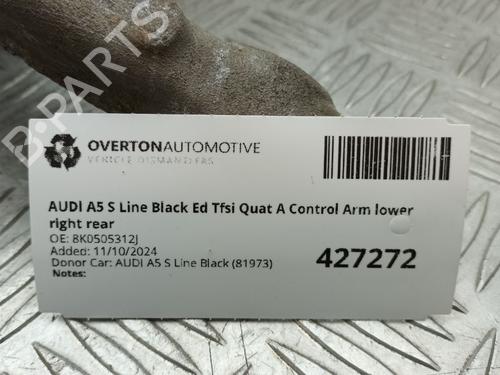 B-PARTS
OVERTONAUTOMOTIVE
VEHICLE DISMANTLERS
AUDI A5 S Line Black Ed Tfsi Quat A Control Arm lower
right rear
OE: 8K0505312J
Added: 11/10/2024
Donor Car: AUDI A5 S Line Black (81973)
Notes:
427272